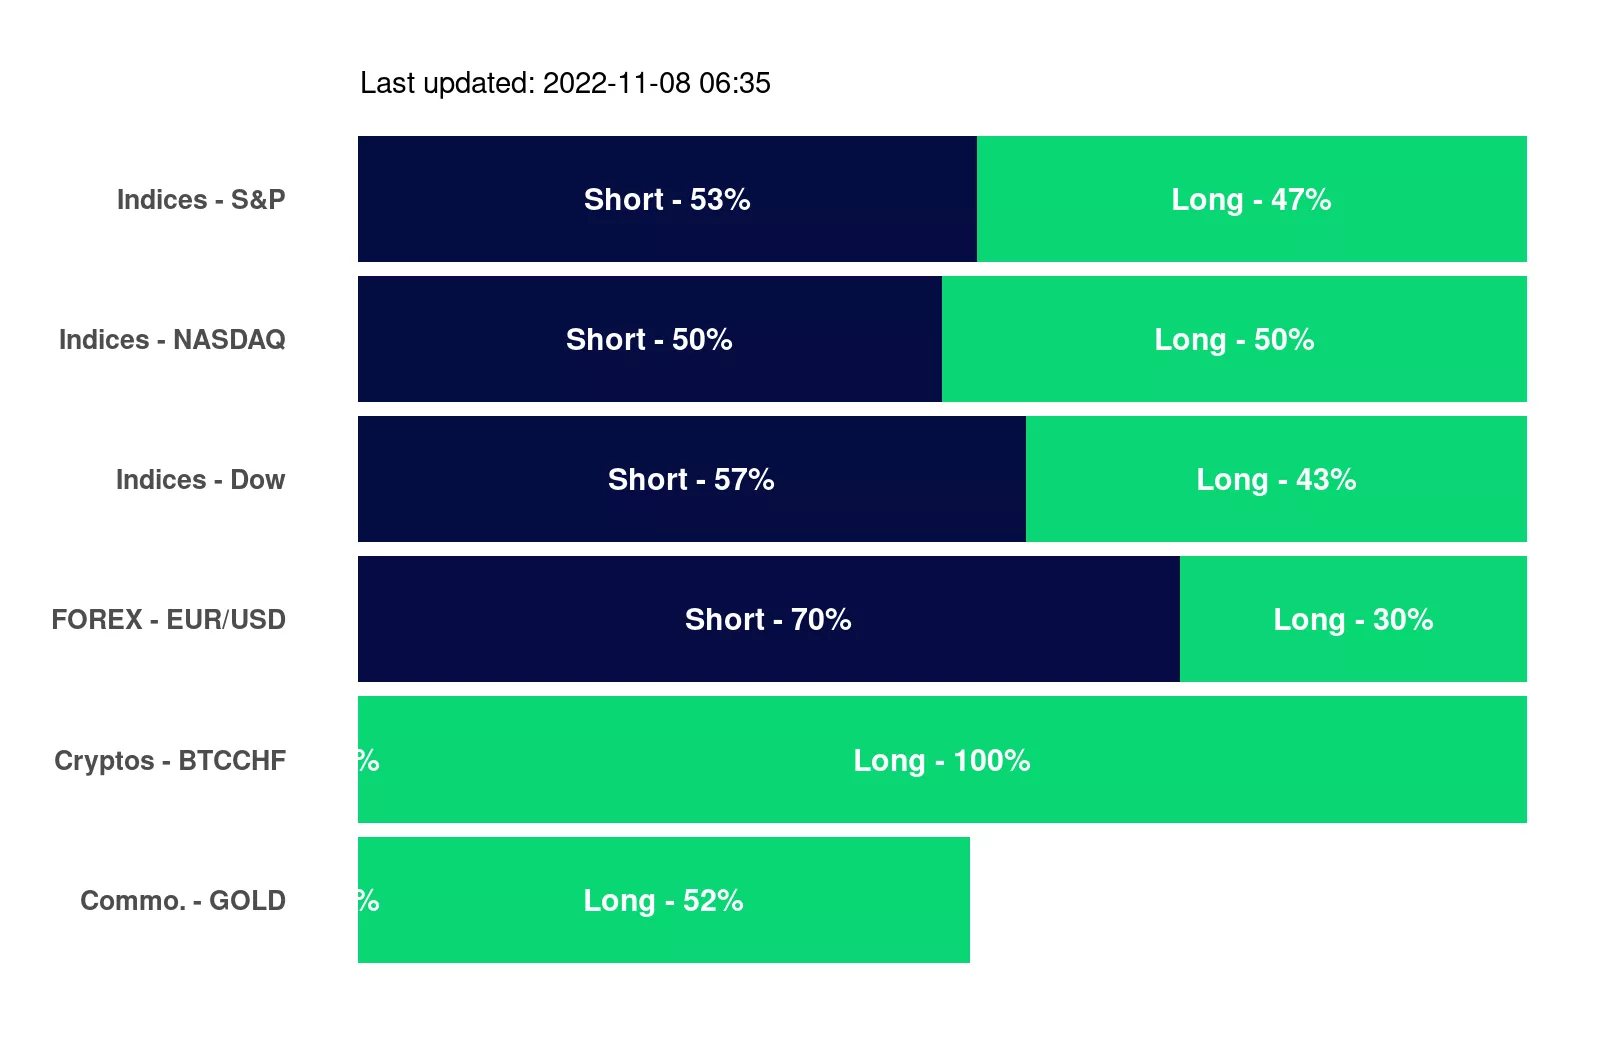 Last updated: 2022-11-08 06:35
Indices - S&P Short - 53% Long - 47%
Indices - NASDAQ Short - 50% Long - 50%
Indices - Dow Short - 57% Long - 43%
FOREX - EUR/USD Short - 70% Long - 30%
Cryptos - BTCCHF % Long - 100%
Commo. - GOLD % Long - 52%